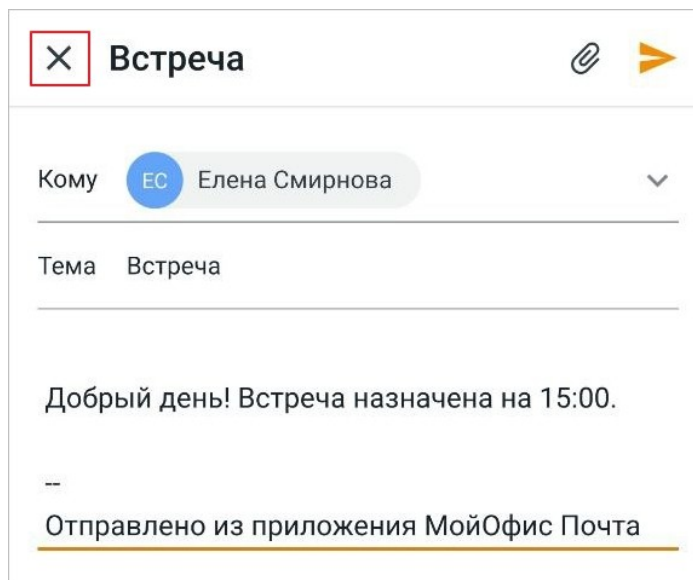 Встреча
Кому ЕС Елена Смирнова
Тема Встреча
Добрый день! Встреча назначена на 15:00.
--
Отправлено из приложения МойОфис Почта